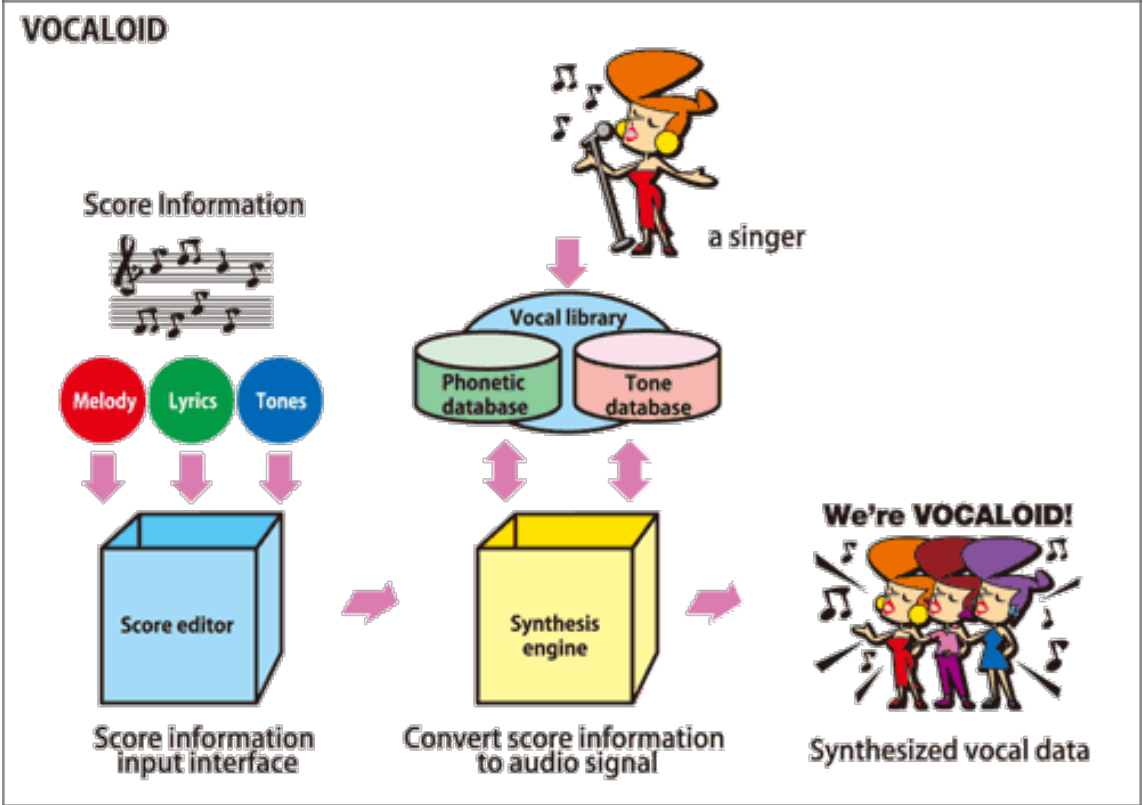 VOCALOID
a singer
Score Information
Vocal library
Phonetic
database
Tone
database
Melody
Lyrics
Tones
We're VOCALOID!
Score editor
Synthesis
engine
Score information
input interface
Convert score information
to audio signal
Synthesized vocal data